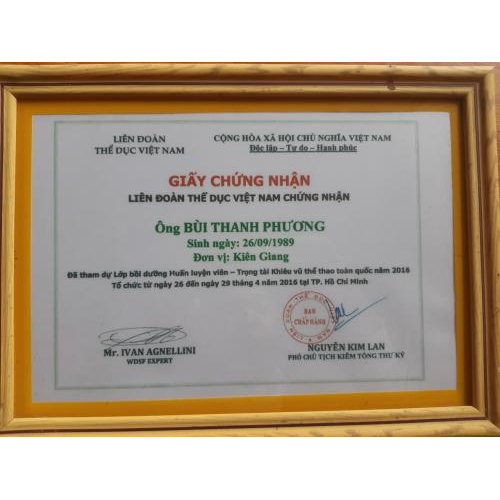 LIÊN ĐOÀN
THỂ DỤC VIỆT NAM
CỘNG HÒA XÃ HỘI CHỦ NGHĨA VIỆT NAM
Độc lập – Tự do – Hạnh phúc
GIẤY CHỨNG NHẬN
LIÊN ĐOÀN THỂ DỤC VIỆT NAM CHỨNG NHẬN
Ông BÙI THANH PHƯƠNG
Sinh ngày: 26/09/1989
Đơn vị: Kiên Giang
Đã tham dự Lớp bồi dưỡng Huấn luyện viên – Trọng tài Khiêu vũ thể thao toàn quốc năm 2016
Tổ chức từ ngày 26 đến ngày 29 tháng 4 năm 2016 tại TP. Hồ Chí Minh
BAN
CHẤP HÀNH
Mr. IVAN AGNELLINI
WDSF EXPERT
NGUYỄN KIM LAN
PHÓ CHỦ TỊCH KIÊM TỔNG THƯ KÝ